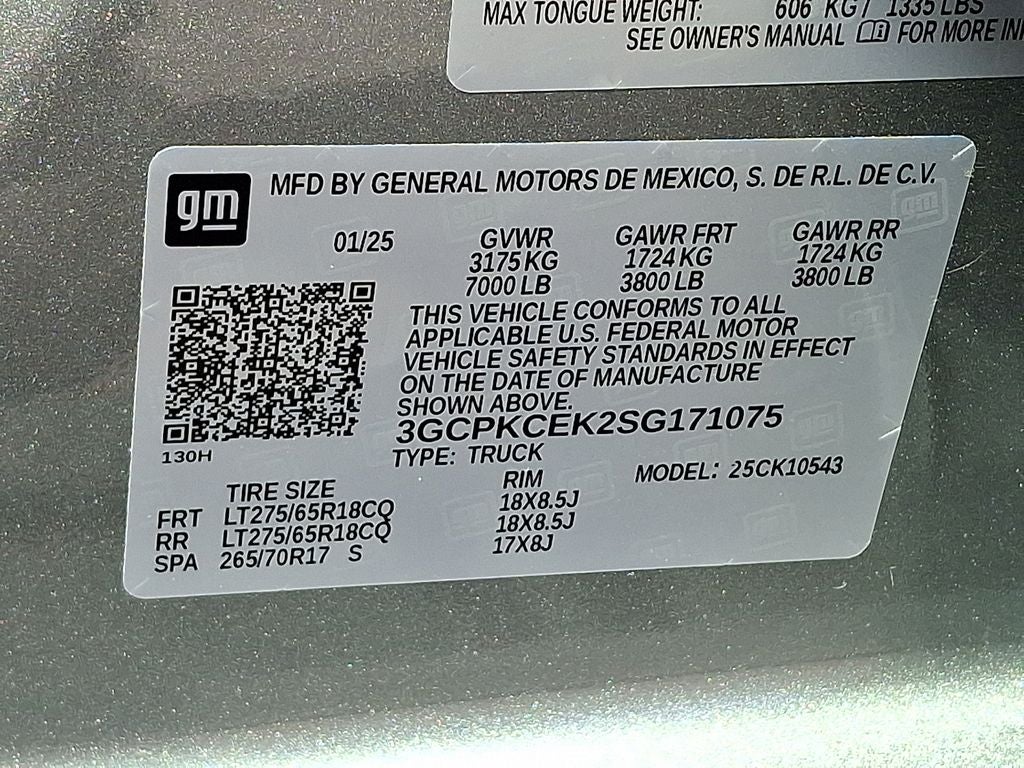 MAX TONGUE WEIGHT: 606 KG / 1335 LBS
SEE OWNER'S MANUAL FOR MORE
gm
MFD BY GENERAL MOTORS DE MEXICO, S. DE R.L. DE C.V.
01/25 GVWR GAWR FRT GAWR RR
3175 KG 1724 KG 1724 KG
7000 LB 3800 LB 3800 LB
THIS VEHICLE CONFORMS TO ALL
APPLICABLE U.S. FEDERAL MOTOR
VEHICLE SAFETY STANDARDS IN EFFECT
ON THE DATE OF MANUFACTURE
SHOWN ABOVE.
3GCPKCEK2SG171075
130H
TYPE: TRUCK
MODEL: 25CK10543
TIRE SIZE RIM
FRT LT275/65R18CQ 18X8.5J
RR LT275/65R18CQ 18X8.5J
SPA 265/70R17 S 17X8J